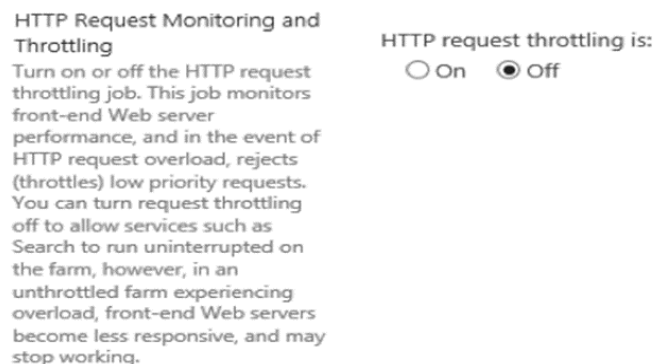 HTTP Request Monitoring and
Throttling
Turn on or off the HTTP request
throttling job. This job monitors
front-end Web server
performance, and in the event of
HTTP request overload, rejects
(throttles) low priority requests.
You can turn request throttling
off to allow services such as
Search to run uninterrupted on
the farm, however, in an
unthrottled farm experiencing
overload, front-end Web servers
become less responsive, and may
stop working.
HTTP request throttling is:
On Off